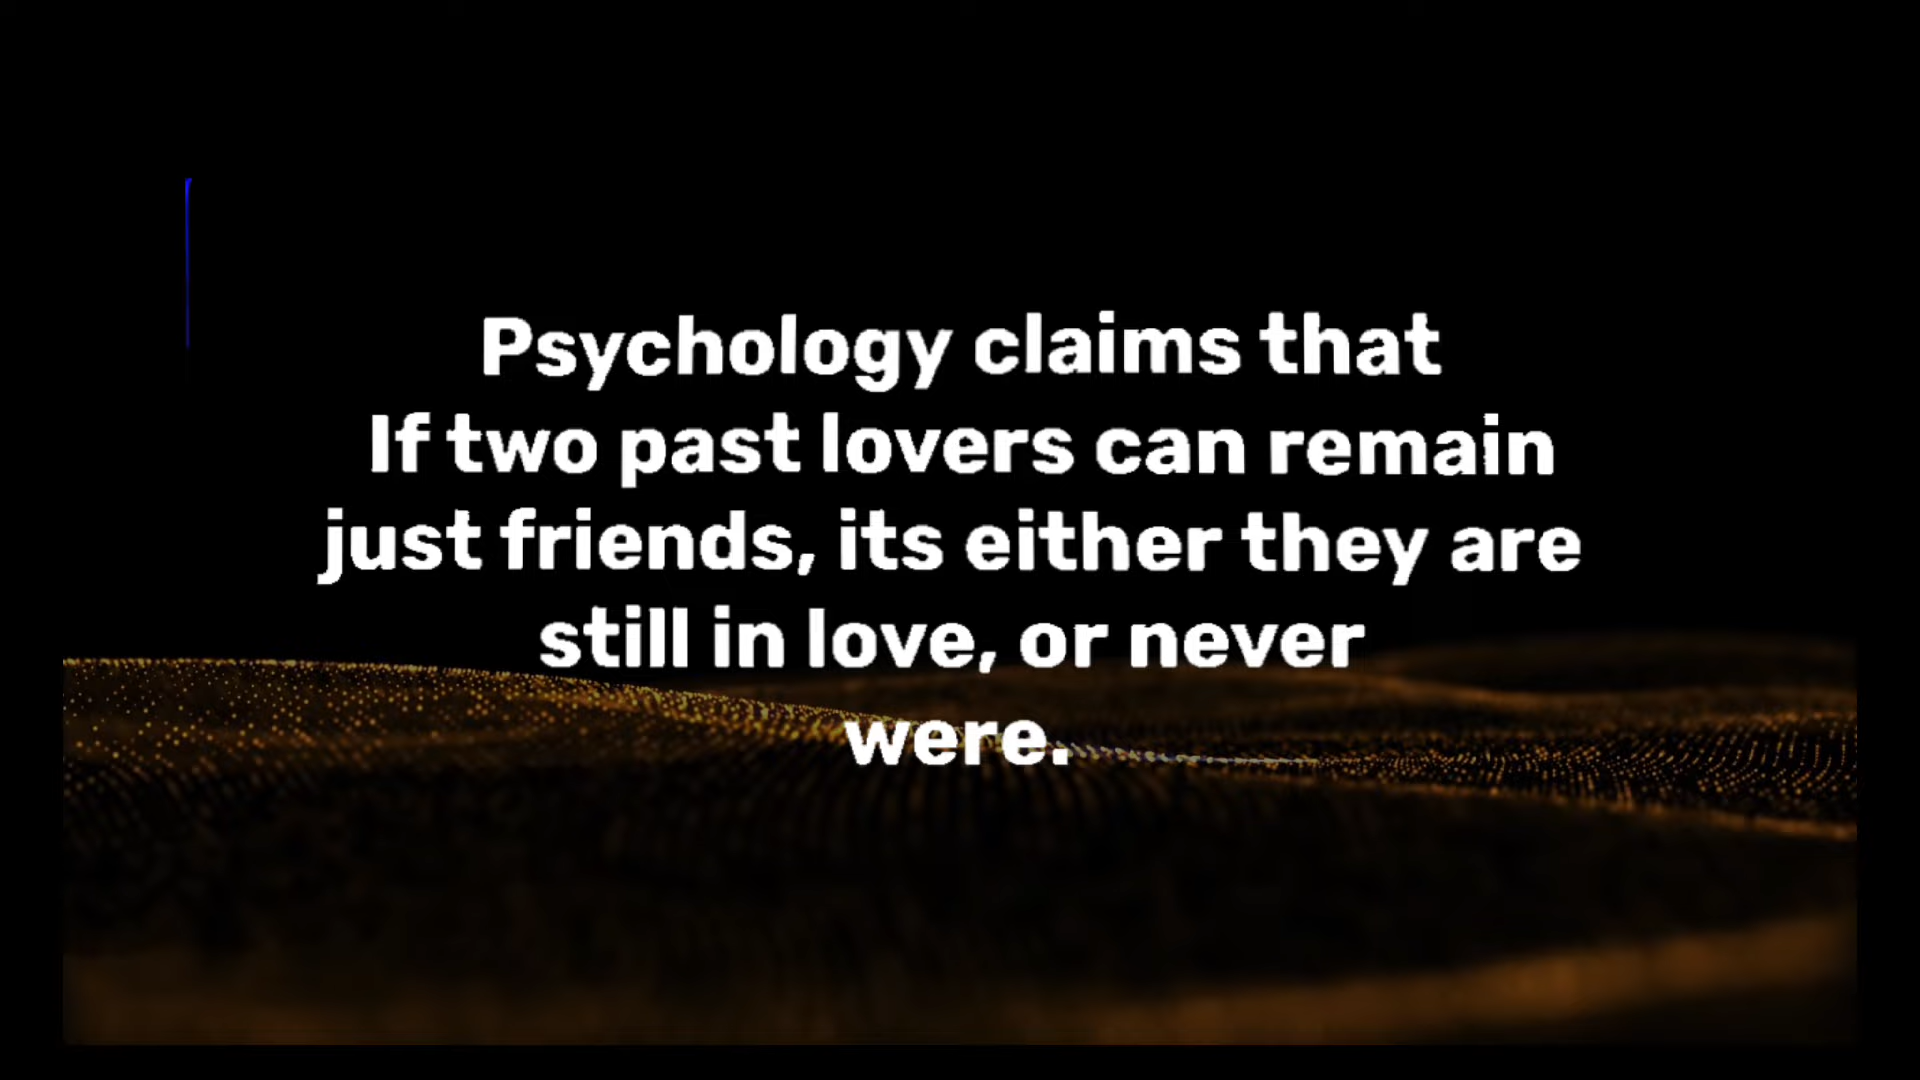 Psychology claims that
If two past lovers can remain
just friends, its either they are
still in love, or never
were.